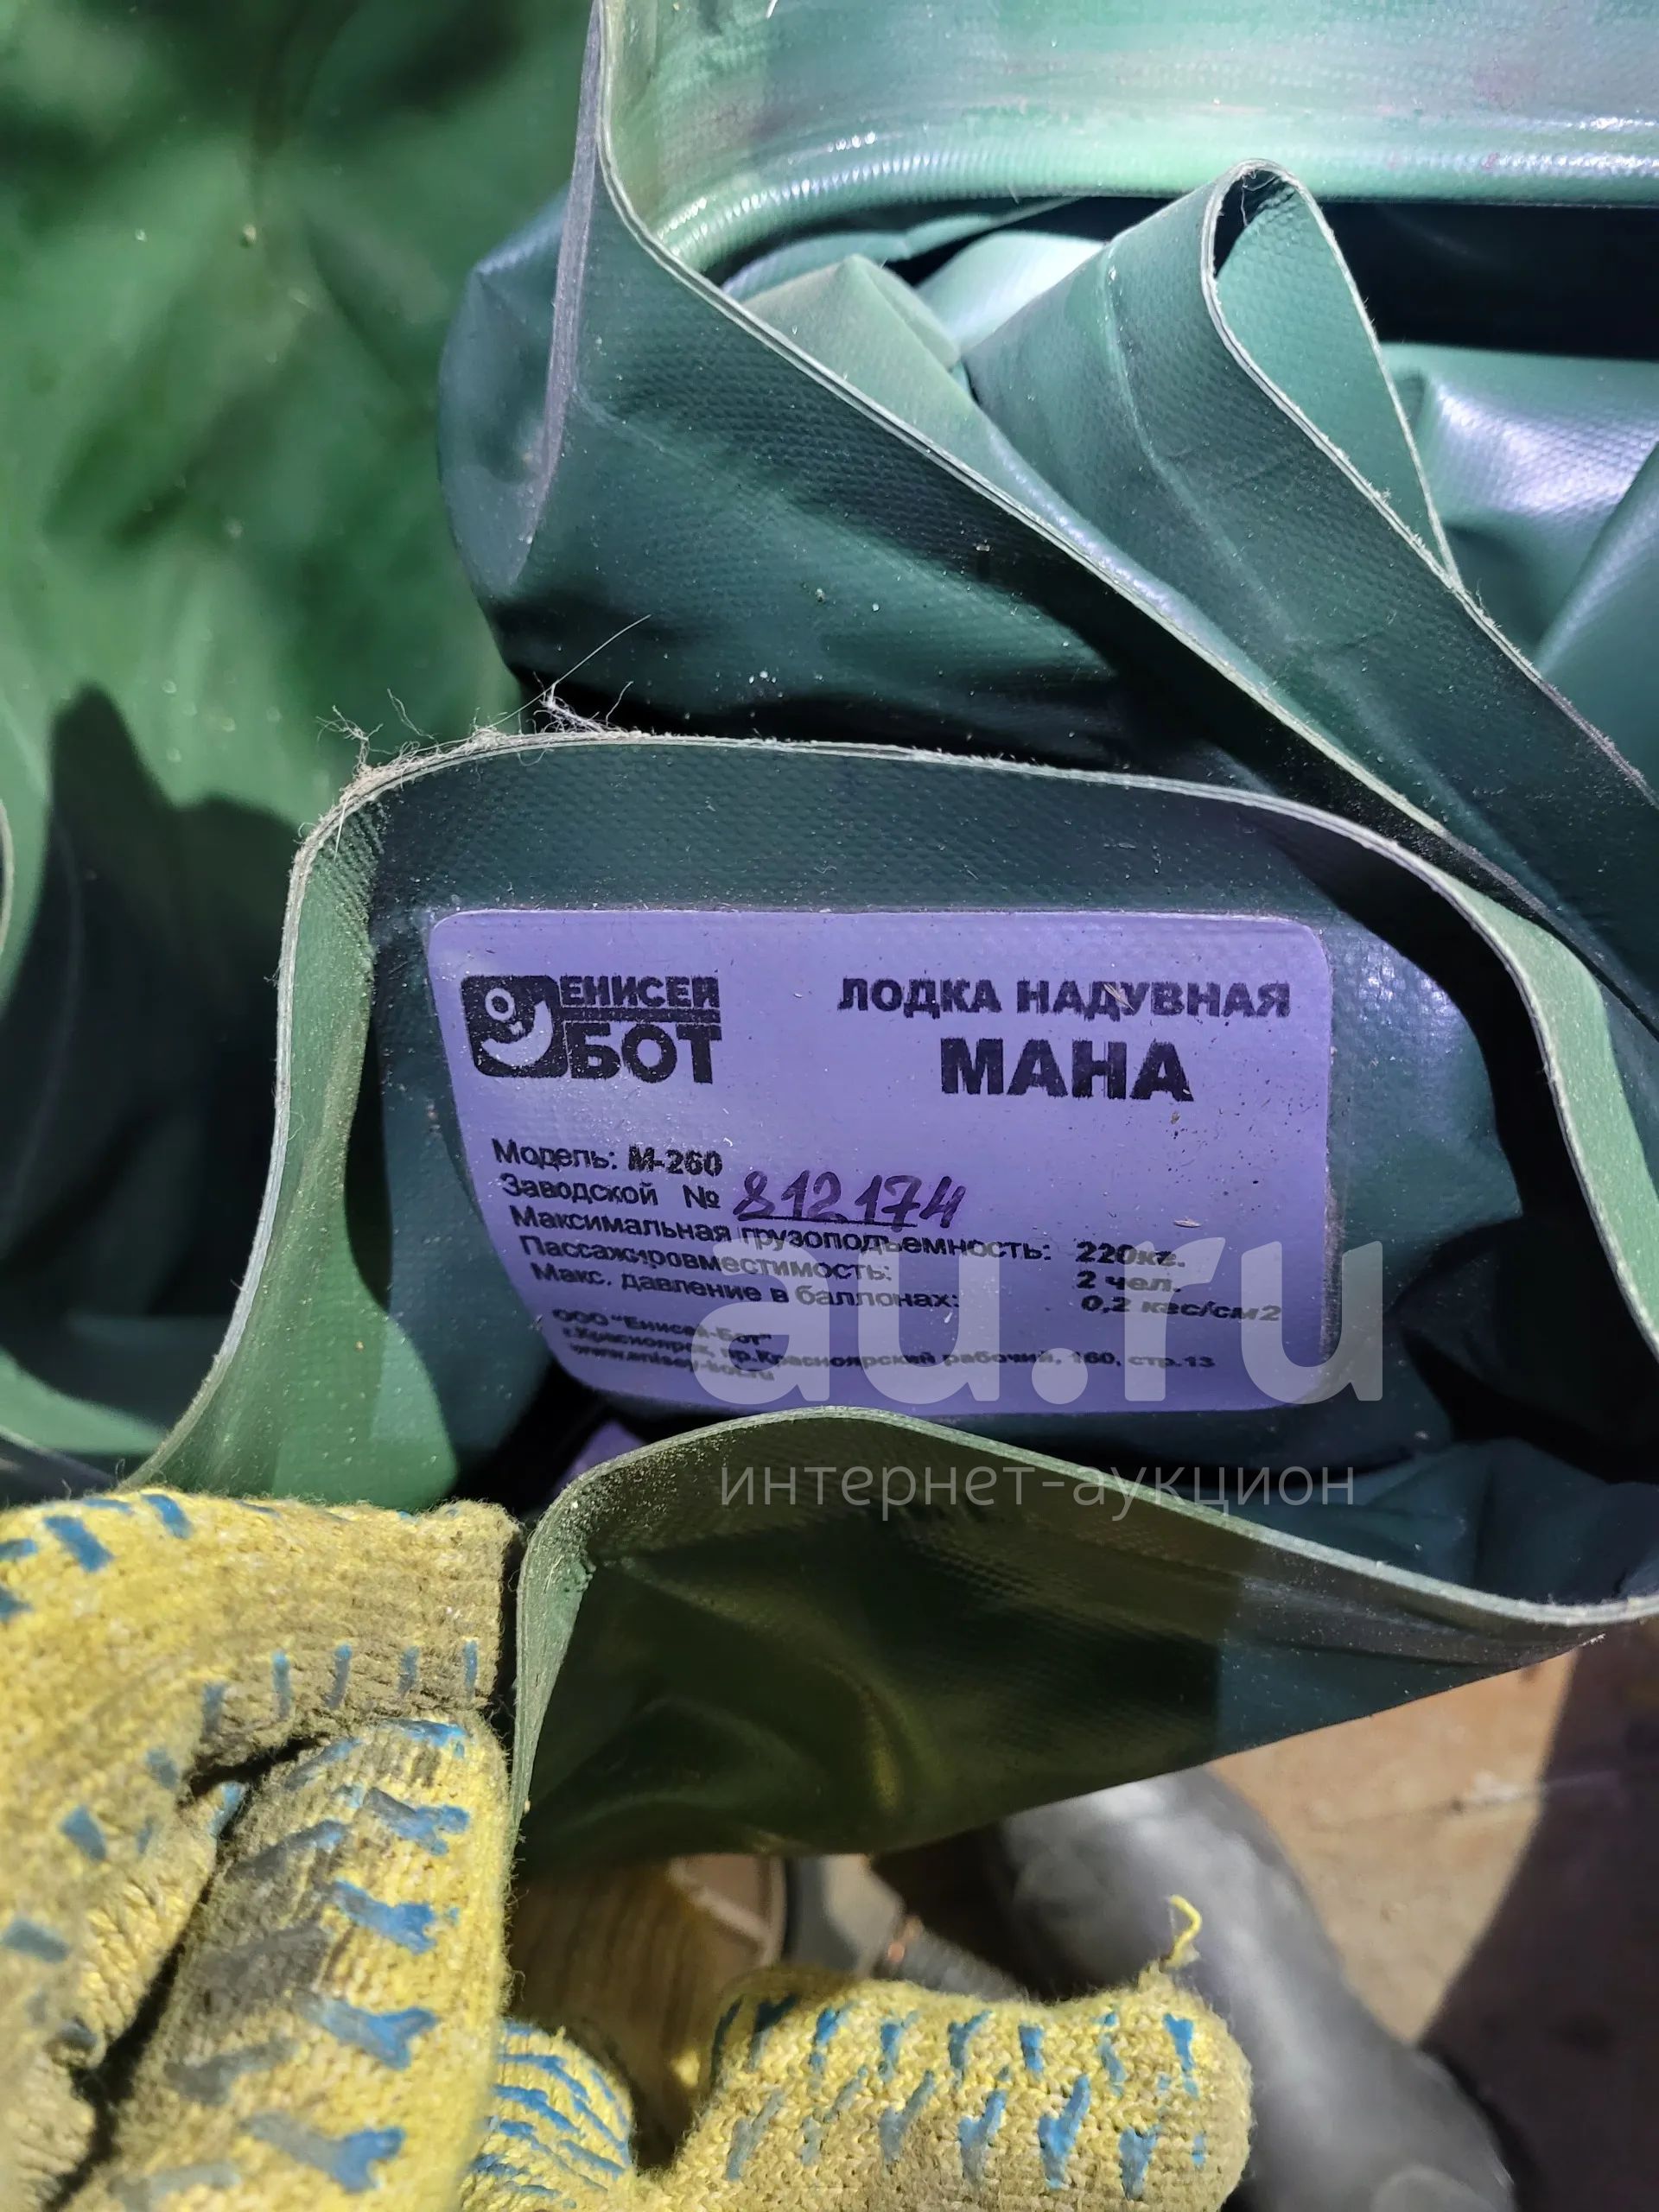 ЕНИСЕЙ
БОТ
ЛОДКА НАДУВНАЯ
МАНА
Модель: М-260
Заводской № 812174
Максимальная грузоподъемность: 220кг.
Пассажировместимость: 2 чел.
Макс. давление в баллонах: 0,2 кгс/см2
ООО "Енисей-Бот"
г.Красноярск, пр.Красноярский рабочий, 160, стр.13
www.enisey-bot.ru
au.ru
интернет-аукцион